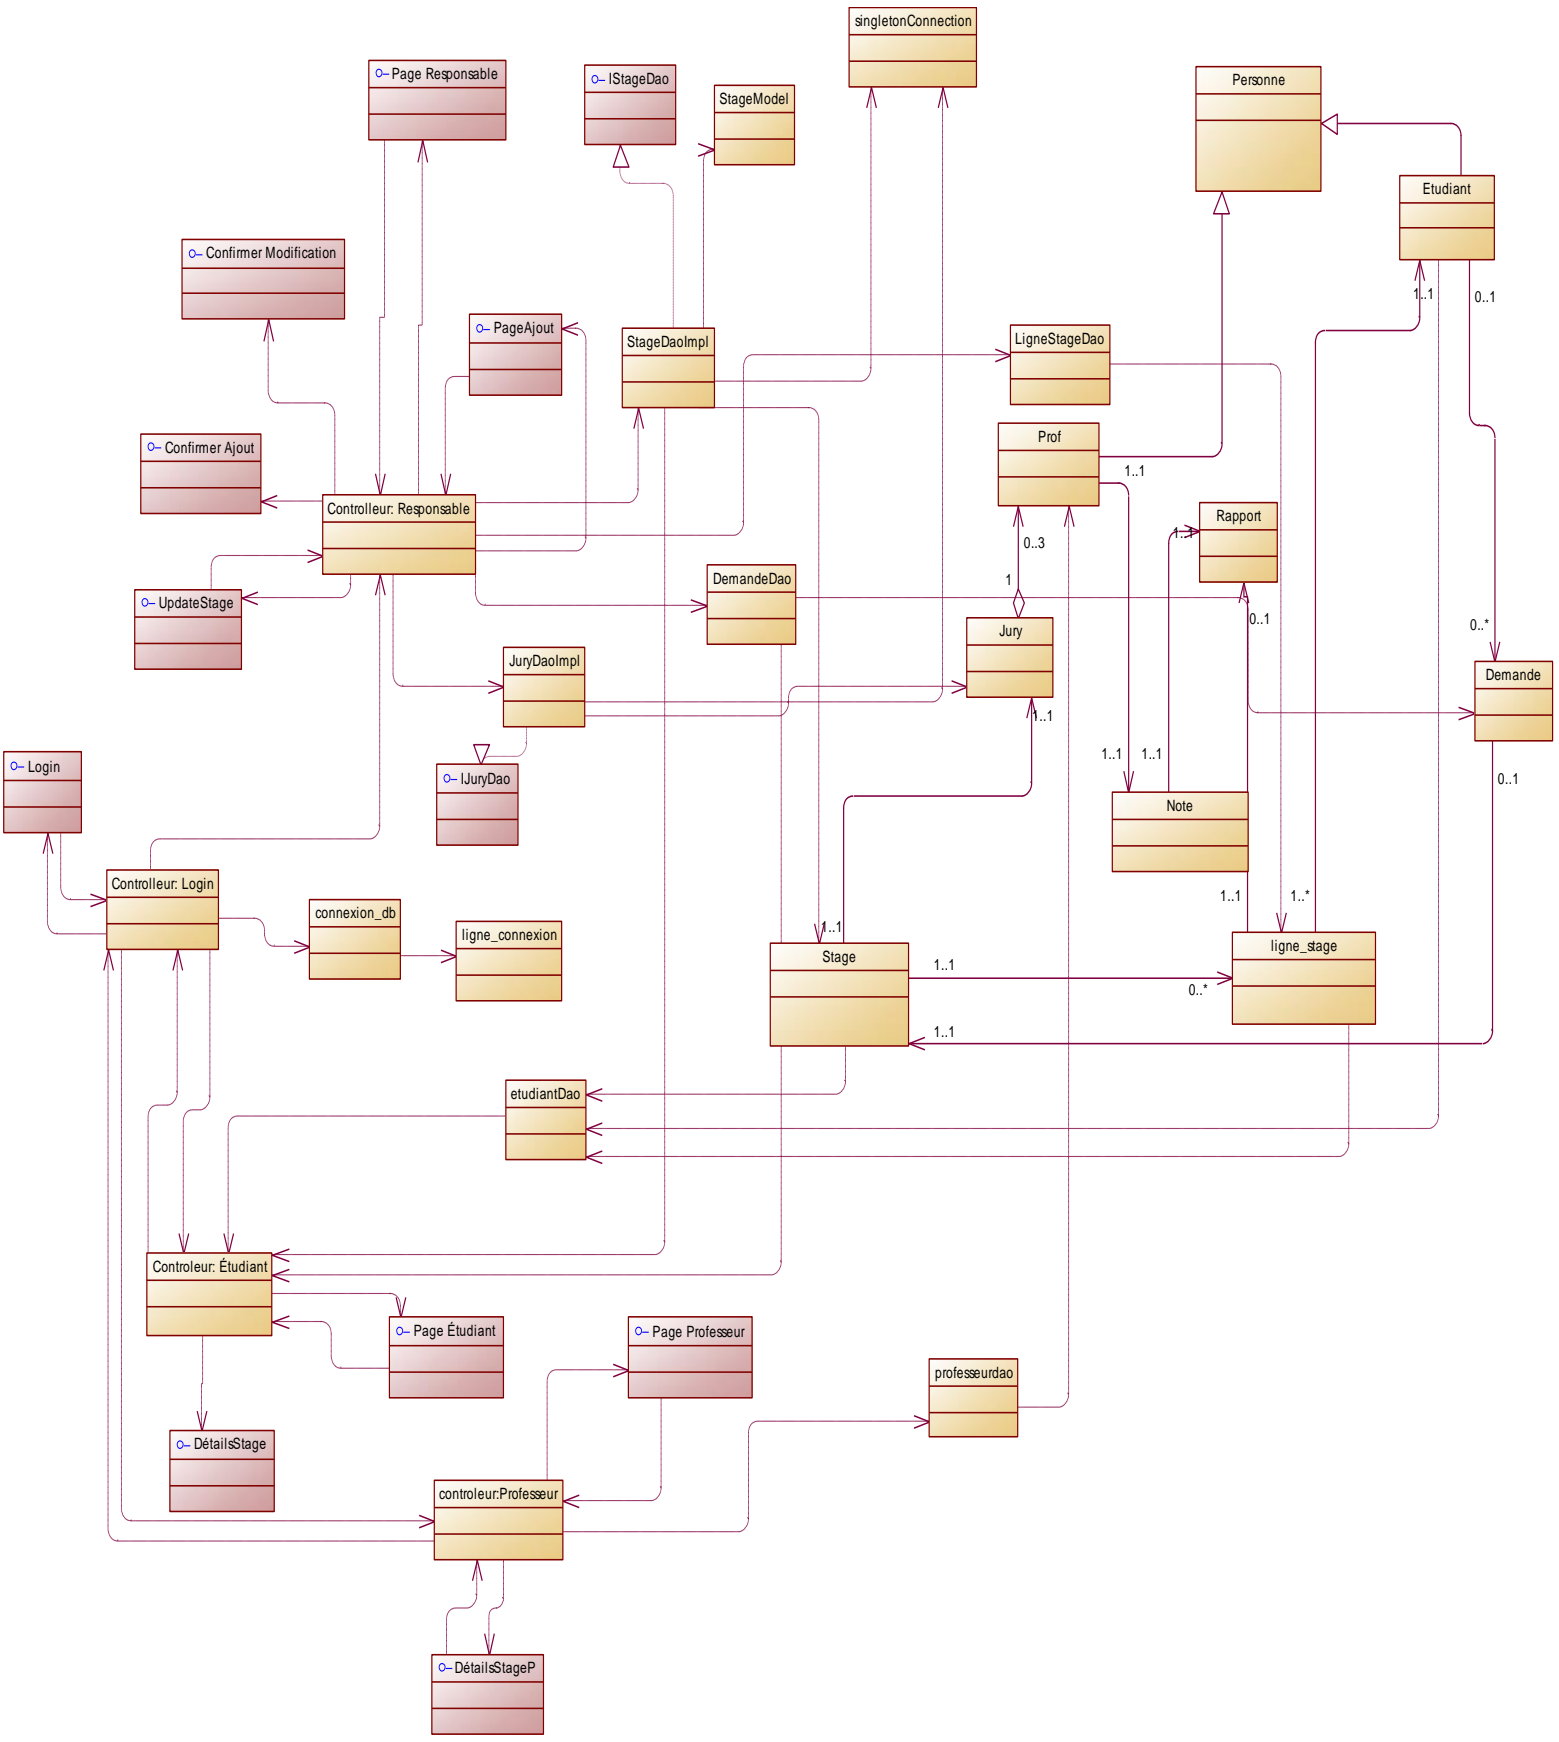 singletonConnection
Page Responsable
IStageDao
StageModel
Personne
Etudiant
Confirmer Modification
1..1
0..1
PageAjout
StageDaoImpl
LigneStageDao
Confirmer Ajout
Prof
1..1
Controlleur: Responsable
Rapport
1..1
0..3
DemandeDao
1
UpdateStage
0..1
0..*
Jury
JuryDaoImpl
Demande
1..1
1..1
1..1
Login
IJuryDao
0..1
Note
Controlleur: Login
1..1
1..*
connexion_db
1..1
ligne_connexion
ligne_stage
Stage
1..1
0..*
1..1
etudiantDao
Controleur: Étudiant
Page Étudiant
Page Professeur
professeurdao
DétailsStage
controleur:Professeur
DétailsStageP